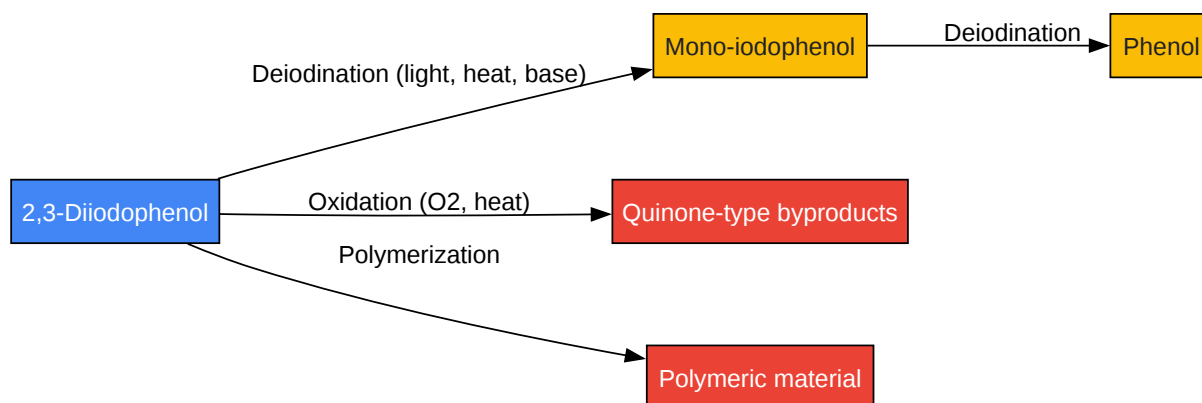 Mono-iodophenol
Deiodination
Phenol
Deiodination (light, heat, base)
2,3-Diiodophenol
Oxidation (O2, heat)
Quinone-type byproducts
Polymerization
Polymeric material